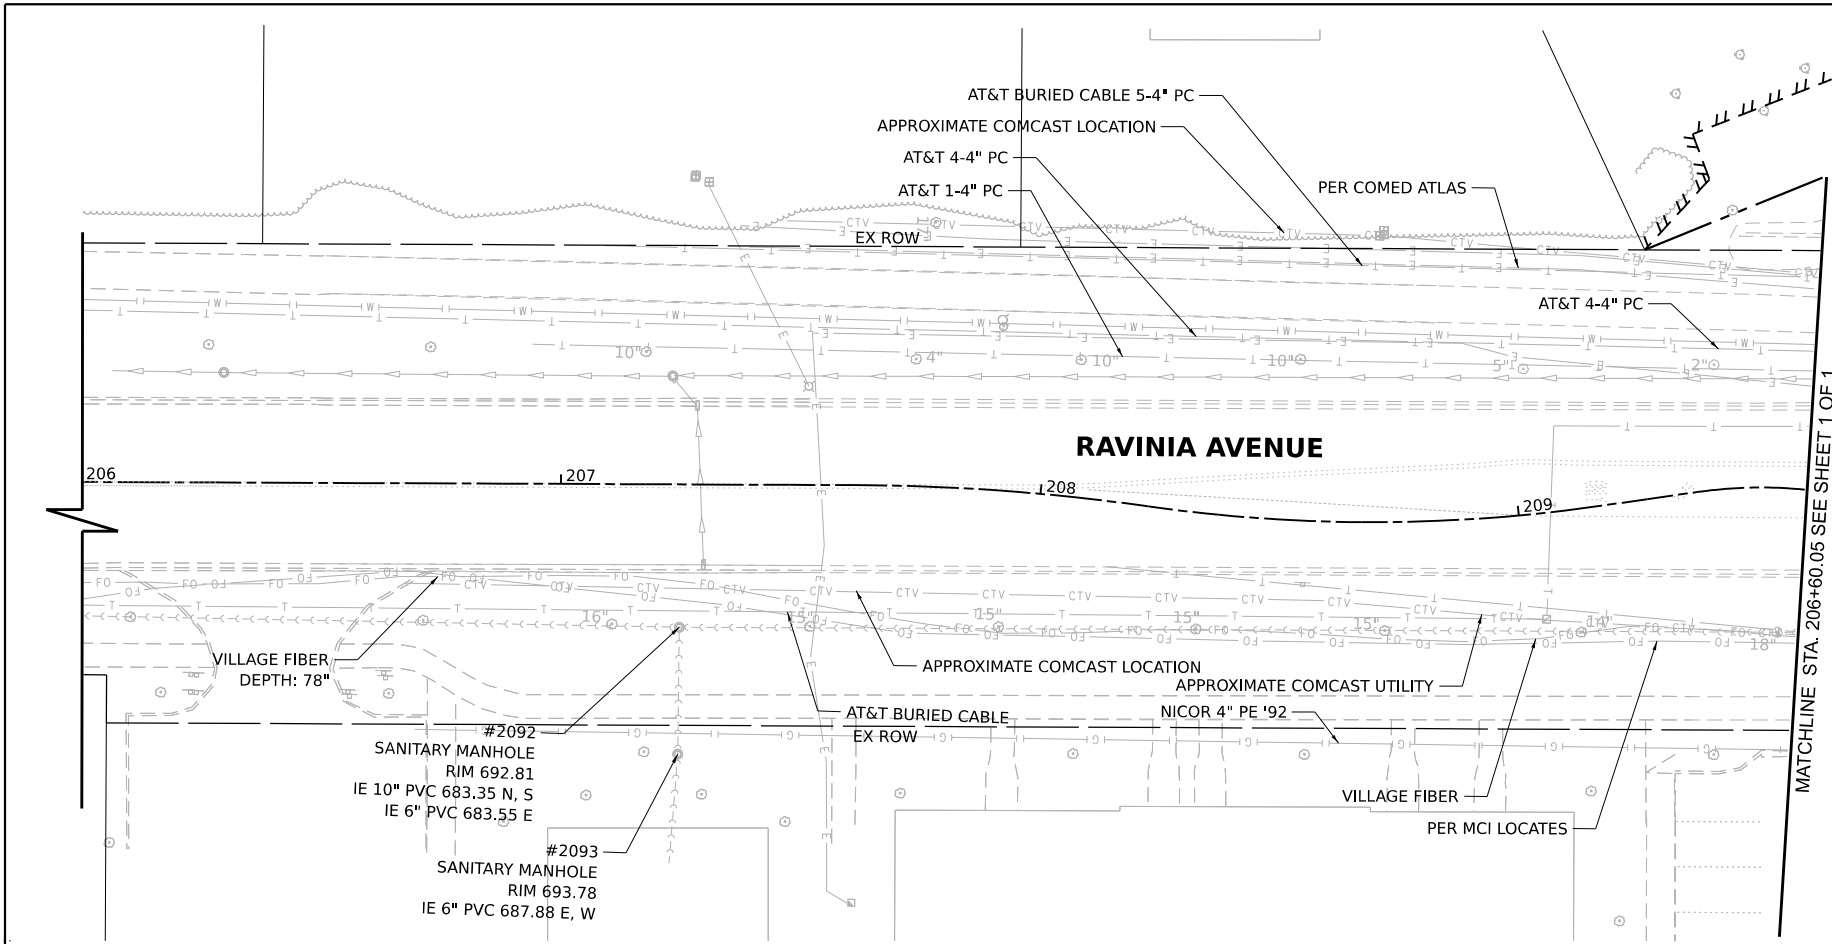 AT&T BURIED CABLE 5-4" PC
APPROXIMATE COMCAST LOCATION
AT&T 4-4" PC
AT&T 1-4" PC
PER COMED ATLAS
EX ROW
AT&T 4-4" PC
10"
4"
10"
10"
5"
2"
RAVINIA AVENUE
206
207
208
209
MATCHLINE STA. 206+60.05 SEE SHEET 1 OF 1
16"
15"
15"
15"
15"
14"
18"
VILLAGE FIBER
DEPTH: 78"
APPROXIMATE COMCAST LOCATION
APPROXIMATE COMCAST UTILITY
AT&T BURIED CABLE
NICOR 4" PE '92
EX ROW
#2092
SANITARY MANHOLE
RIM 692.81
IE 10" PVC 683.35 N, S
IE 6" PVC 683.55 E
VILLAGE FIBER
PER MCI LOCATES
#2093
SANITARY MANHOLE
RIM 693.78
IE 6" PVC 687.88 E, W